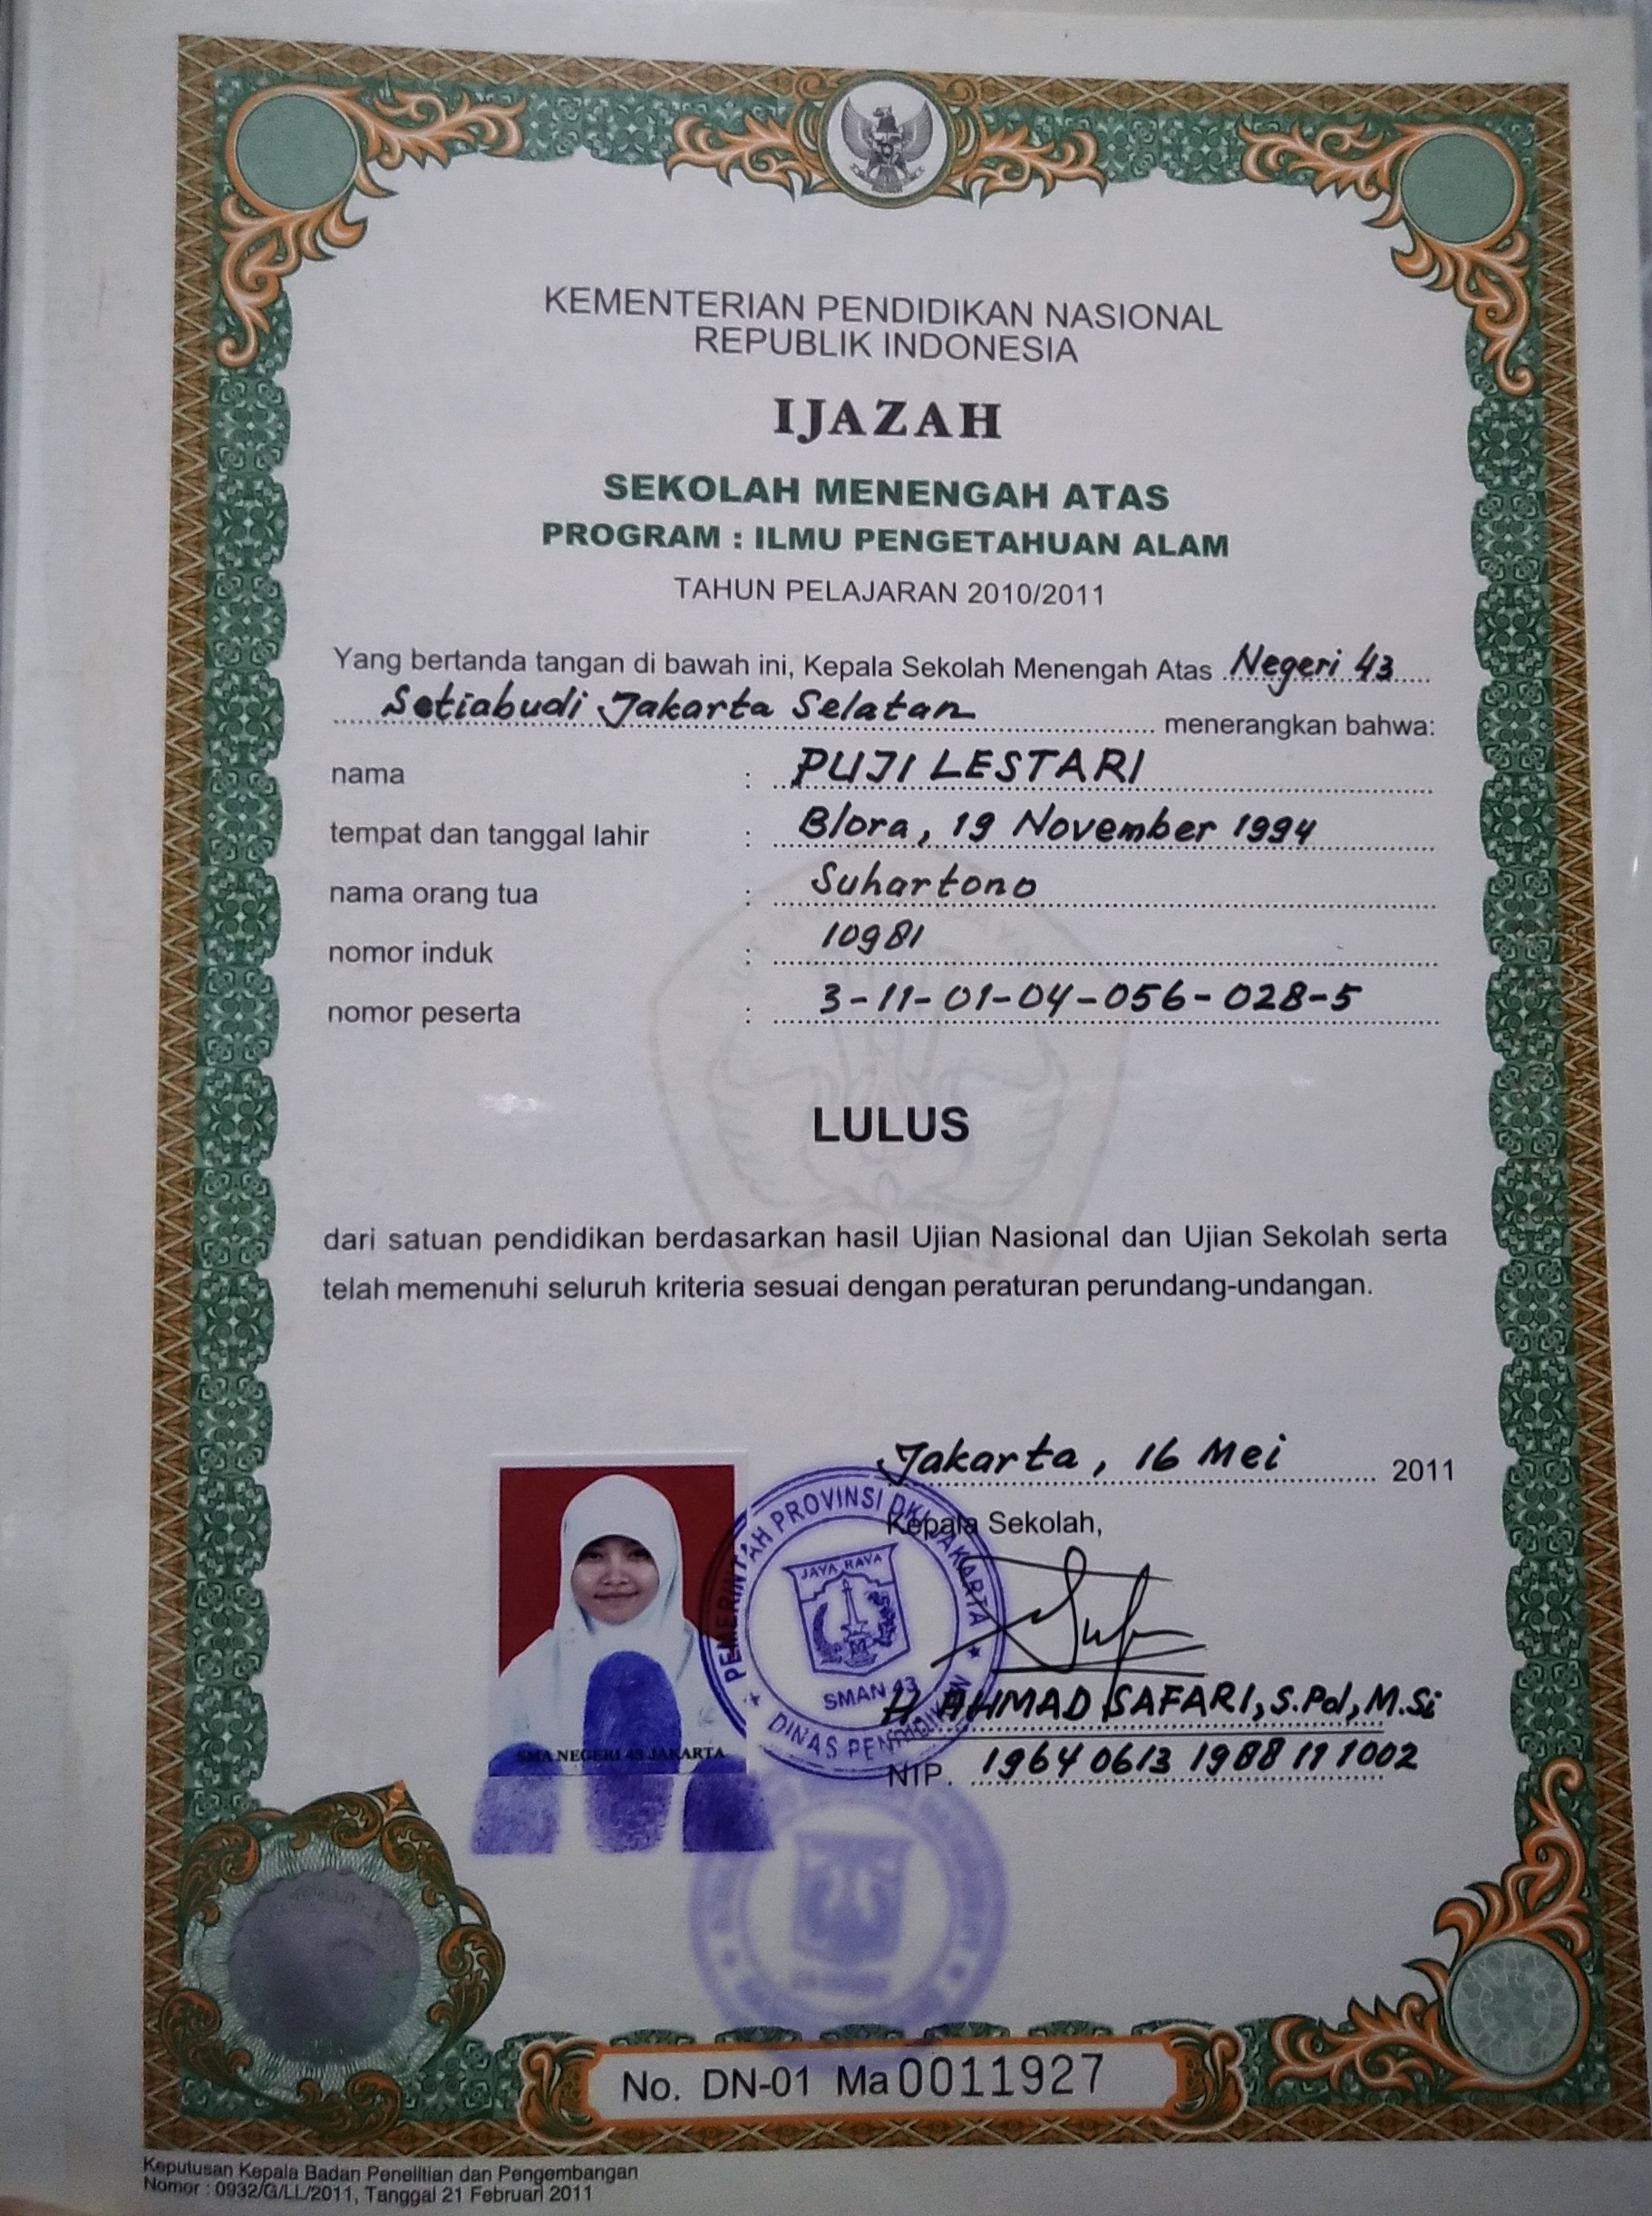 KEMENTERIAN PENDIDIKAN NASIONAL
REPUBLIK INDONESIA
IJAZAH
SEKOLAH MENENGAH ATAS
PROGRAM : ILMU PENGETAHUAN ALAM
TAHUN PELAJARAN 2010/2011
Yang bertanda tangan di bawah ini, Kepala Sekolah Menengah Atas Negeri 43
Setiabudi Jakarta Selatan menerangkan bahwa:
nama : PUJI LESTARI
tempat dan tanggal lahir : Blora, 19 November 1994
nama orang tua : Suhartono
nomor induk : 10981
nomor peserta : 3-11-01-04-056-028-5
LULUS
dari satuan pendidikan berdasarkan hasil Ujian Nasional dan Ujian Sekolah serta
telah memenuhi seluruh kriteria sesuai dengan peraturan perundang-undangan.
Jakarta, 16 Mei 2011
Kepala Sekolah,
PEMERINTAH PROVINSI DKI JAKARTA
JAYA RAYA
SMAN 43
DINAS PENDIDIKAN
H AHMAD SAFARI, S.Pd, M.Si
SMA NEGERI 43 JAKARTA
NIP. 19640613 198811 1002
No. DN-01 Ma 0011927
Keputusan Kepala Badan Penelitian dan Pengembangan
Nomor : 0932/G/LL/2011, Tanggal 21 Februari 2011